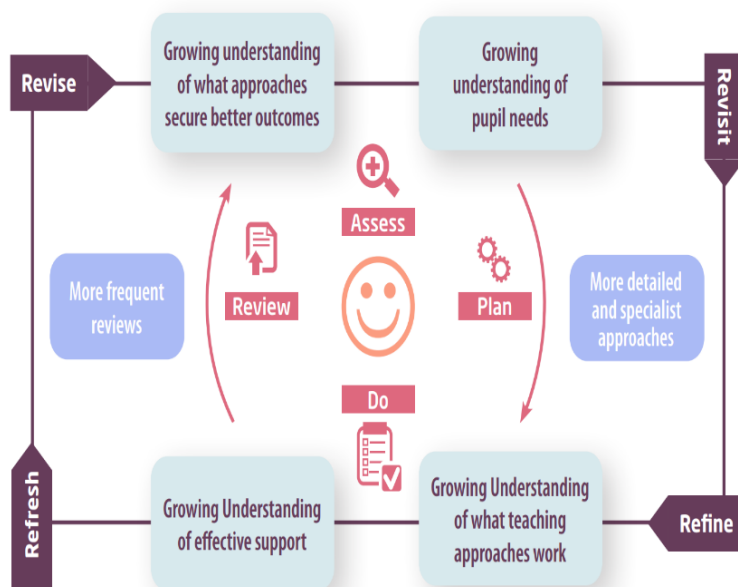 Revise
Growing understanding
of what approaches
secure better outcomes
Growing
understanding of
pupil needs
Revisit
Assess
More frequent
reviews
Review
Plan
More detailed
and specialist
approaches
Do
Refresh
Growing Understanding
of effective support
Growing Understanding
of what teaching
approaches work
Refine